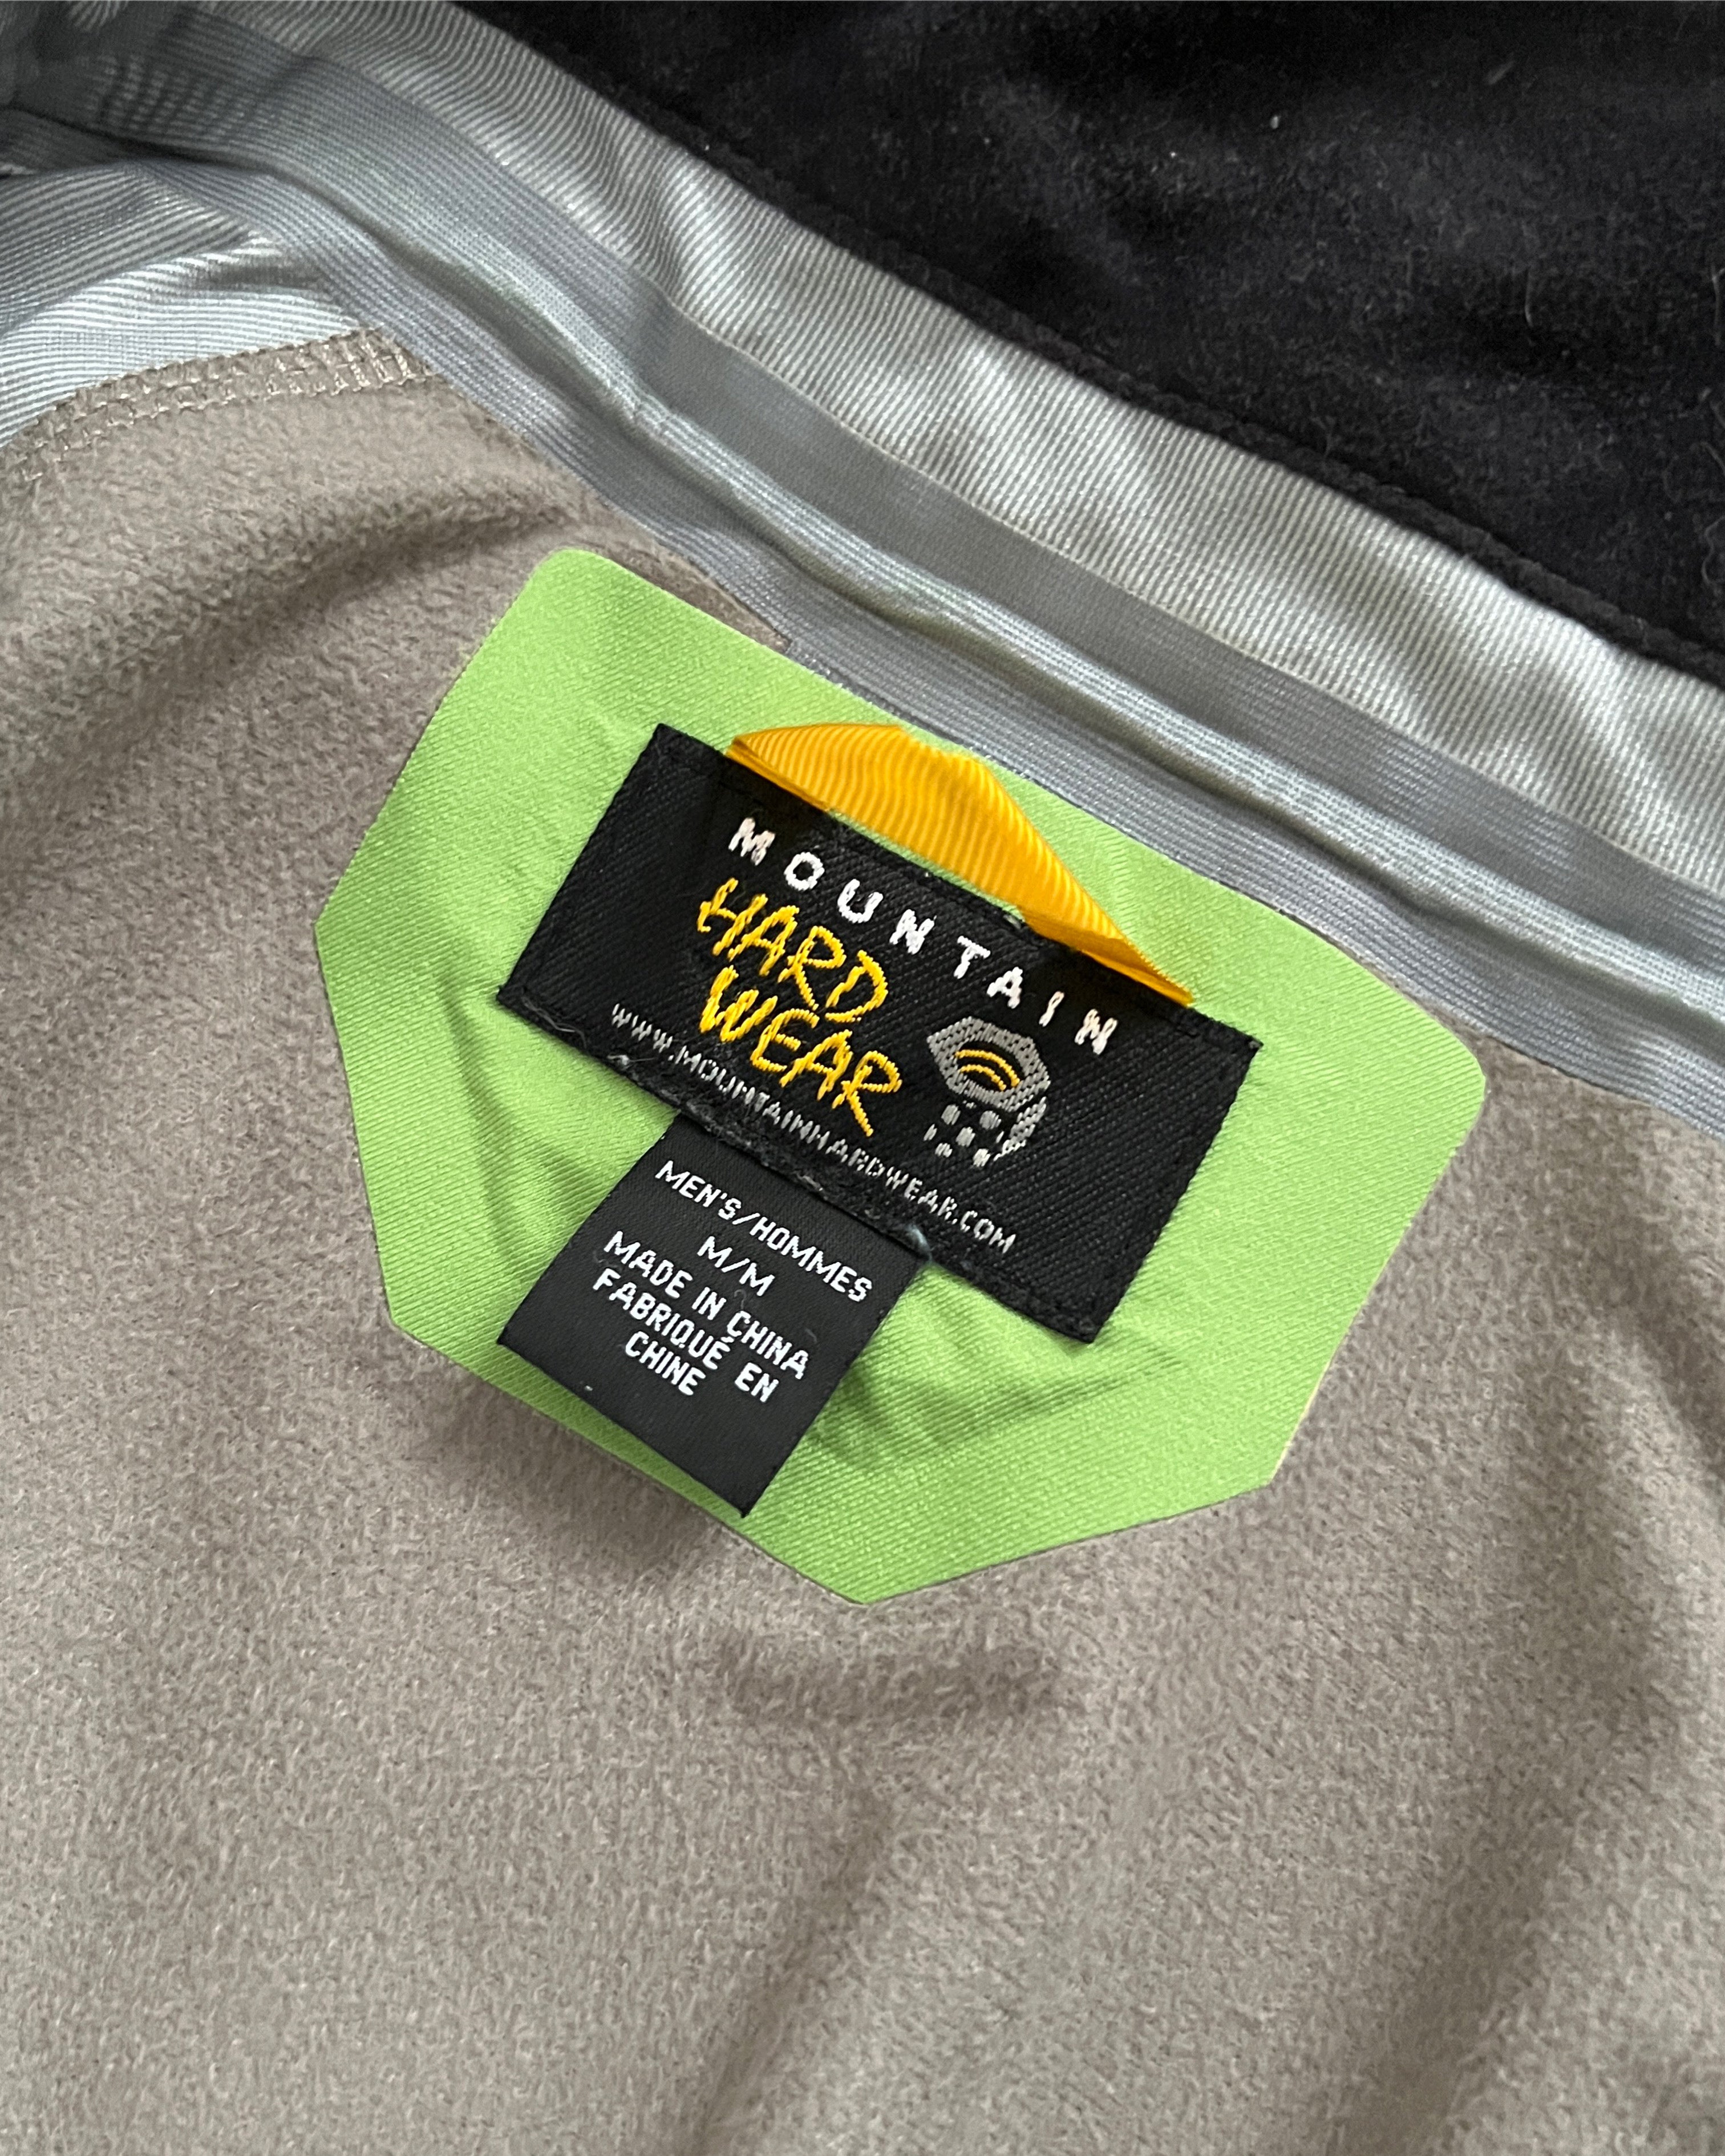 MOUNTAIN
HARD
WEAR
WWW.MOUNTAINHARDWEAR.COM
MEN'S/HOMMES
M/M
MADE IN CHINA
FABRIQUÉ EN
CHINE